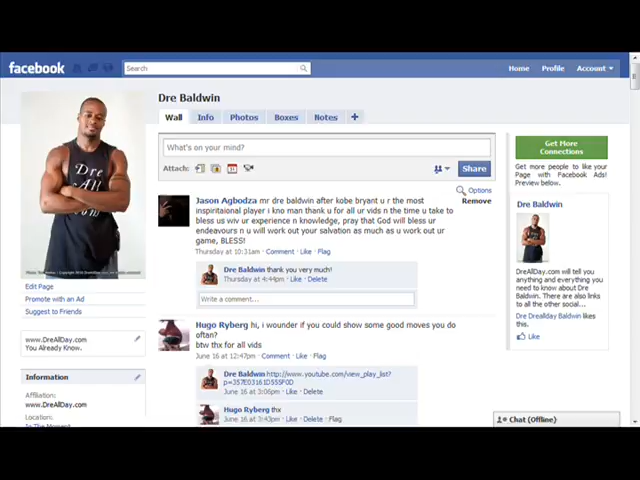 facebook
Search
Home Profile Account
Dre Baldwin
Wall Info Photos Boxes Notes +
What's on your mind?
Attach:
Share
Options
Get More
Connections
Get more people to like your
Page with Facebook Ads!
Preview below.
Dre Baldwin
DreAllDay.com will tell you
anything and everything you
need to know about Dre
Baldwin. There are also links
to all the other social...
Dre Dreallday Baldwin likes
this.
Like
Dre
All
Edit Page
Promote with an Ad
Suggest to Friends
www.DreAllDay.com
You Already Know.
Information
Affiliation:
www.DreAllDay.com
Location:
In The Moment
Jason Agbodza mr dre baldwin after kobe bryant u r the most
inspiritaional player i kno man thank u for all ur vids n the time u take to
bless us wiv ur experience n knowledge, pray that God will bless ur
endeavours n u will work out your salvation as much as u work out ur
game, BLESS!
Remove
Thursday at 10:31am · Comment · Like · Flag
Dre Baldwin thank you very much!
Thursday at 4:44pm · Like · Delete
Write a comment...
Hugo Ryberg hi, i wonder if you could show some good moves you do
oftan?
btw thx for all vids
June 16 at 12:47pm · Comment · Like · Flag
Dre Baldwin http://www.youtube.com/view_play_list?
June 16 at 3:06pm · Like · Delete
Hugo Ryberg thx
June 16 at 3:43pm · Like · Delete · Flag
Chat (Offline)